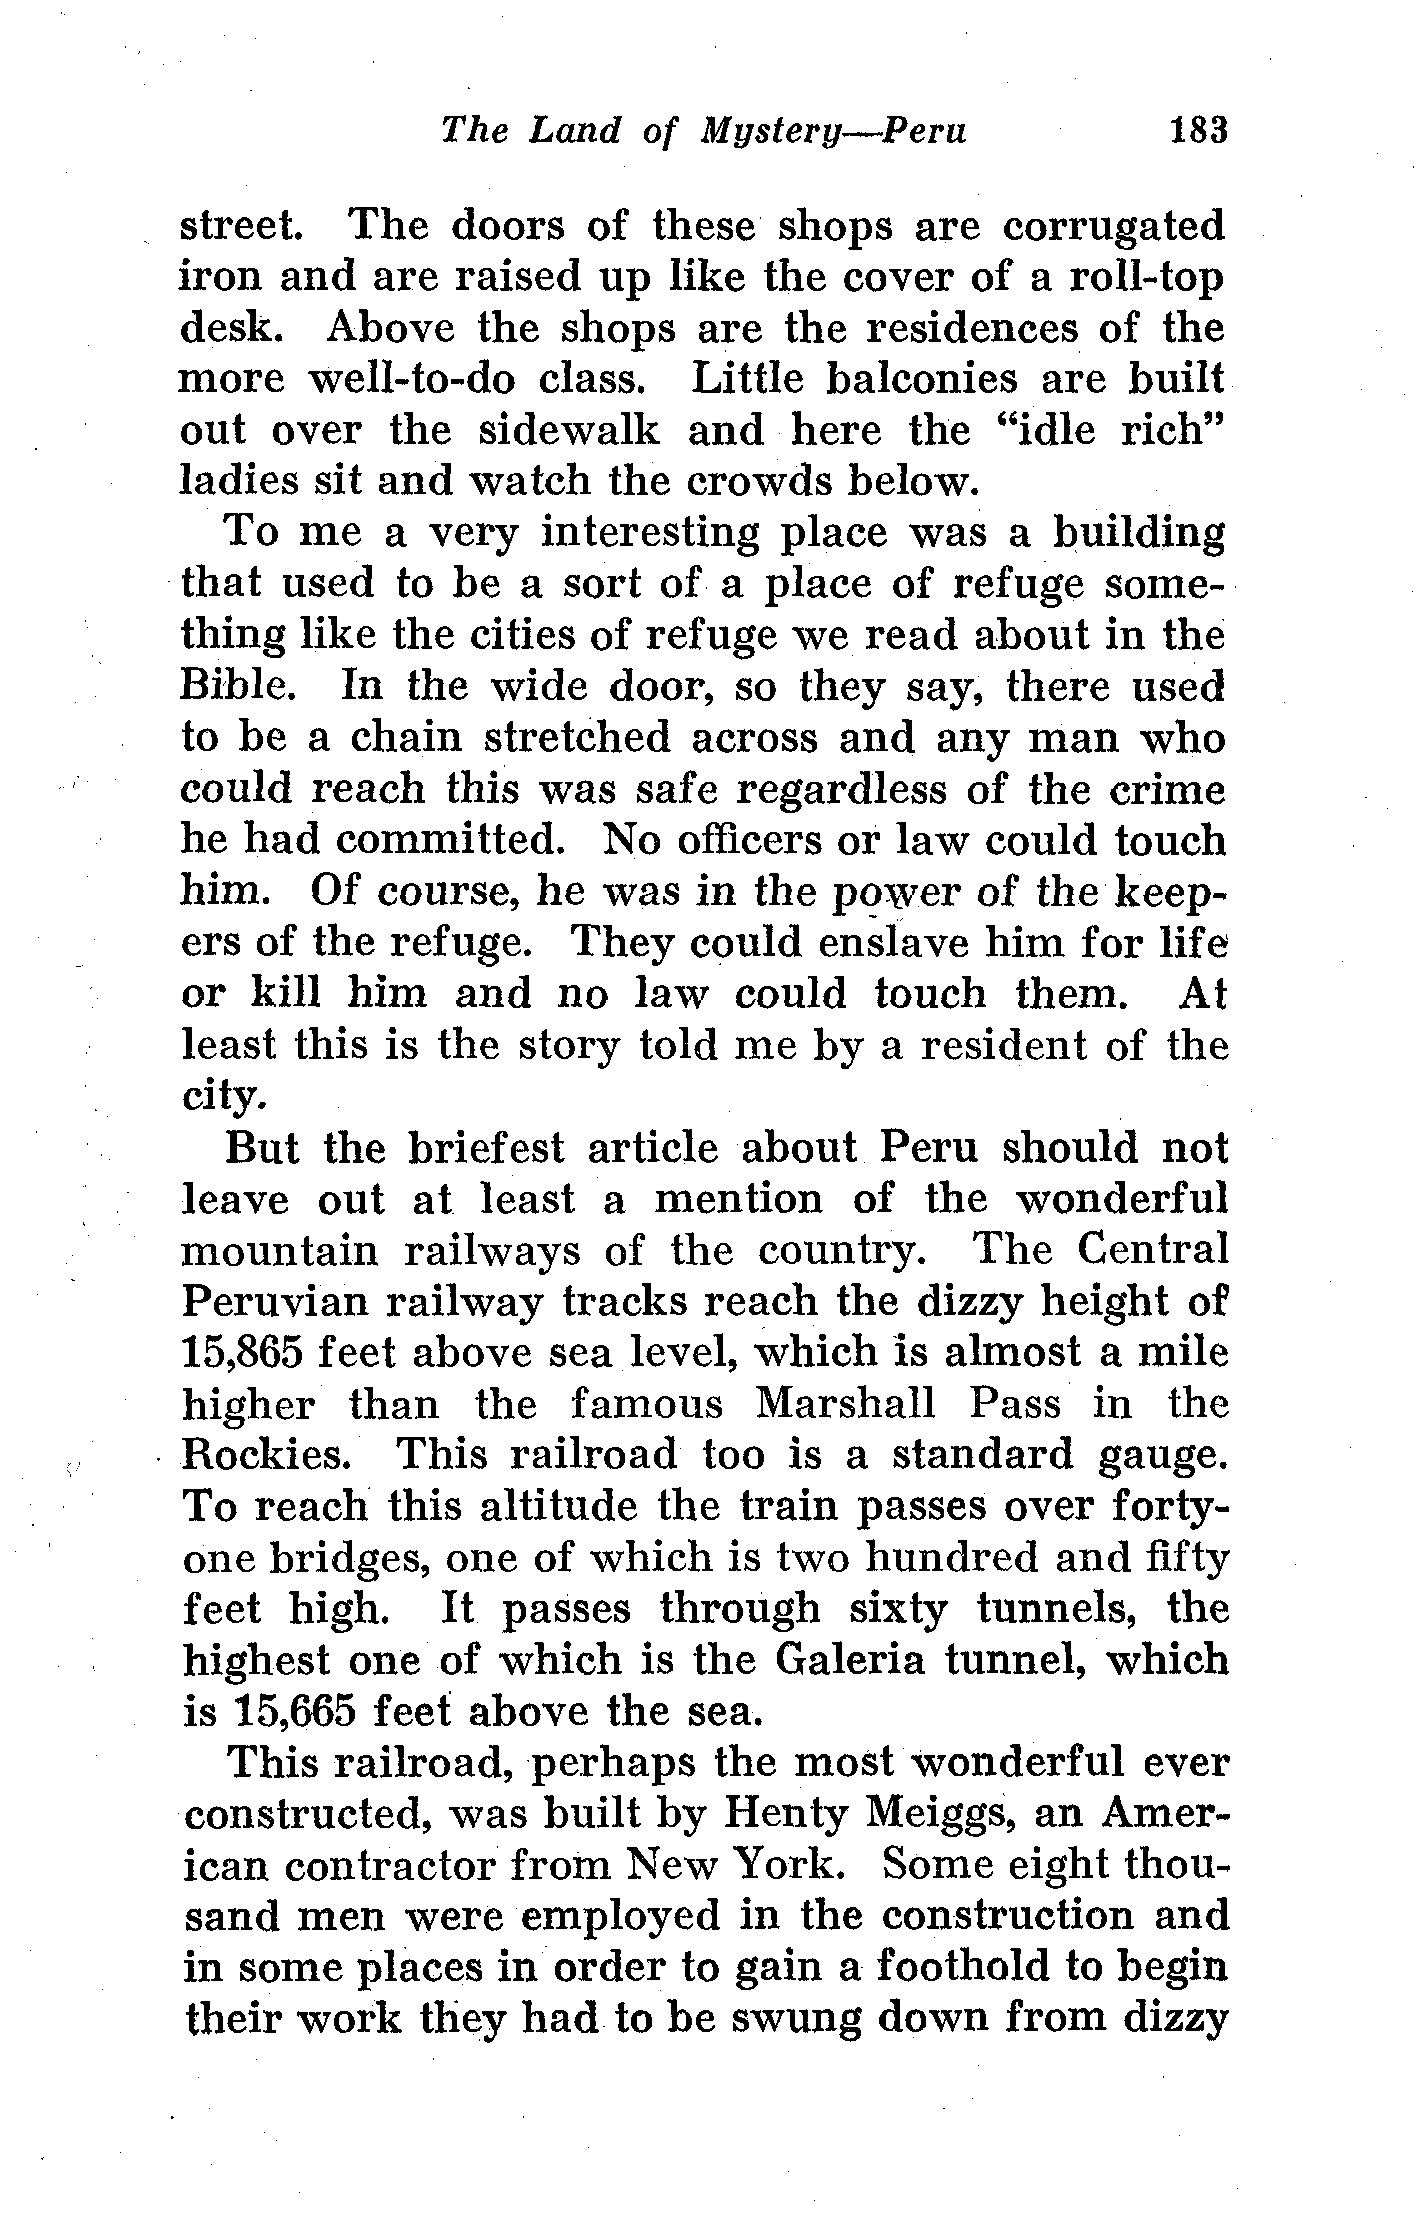 The Land of Mystery—Peru 183
street. The doors of these shops are corrugated
iron and are raised up like the cover of a roll-top
desk. Above the shops are the residences of the
more well-to-do class. Little balconies are built
out over the sidewalk and here the “idle rich”
ladies sit and watch the crowds below.
To me a very interesting place was a building
that used to be a sort of a place of refuge some-
thing like the cities of refuge we read about in the
Bible. In the wide door, so they say, there used
to be a chain stretched across and any man who
could reach this was safe regardless of the crime
he had committed. No officers or law could touch
him. Of course, he was in the power of the keep-
ers of the refuge. They could enslave him for life
or kill him and no law could touch them. At
least this is the story told me by a resident of the
city.
But the briefest article about Peru should not
leave out at least a mention of the wonderful
mountain railways of the country. The Central
Peruvian railway tracks reach the dizzy height of
15,865 feet above sea level, which is almost a mile
higher than the famous Marshall Pass in the
Rockies. This railroad too is a standard gauge.
To reach this altitude the train passes over forty-
one bridges, one of which is two hundred and fifty
feet high. It passes through sixty tunnels, the
highest one of which is the Galeria tunnel, which
is 15,665 feet above the sea.
This railroad, perhaps the most wonderful ever
constructed, was built by Henty Meiggs, an Amer-
ican contractor from New York. Some eight thou-
sand men were employed in the construction and
in some places in order to gain a foothold to begin
their work they had to be swung down from dizzy